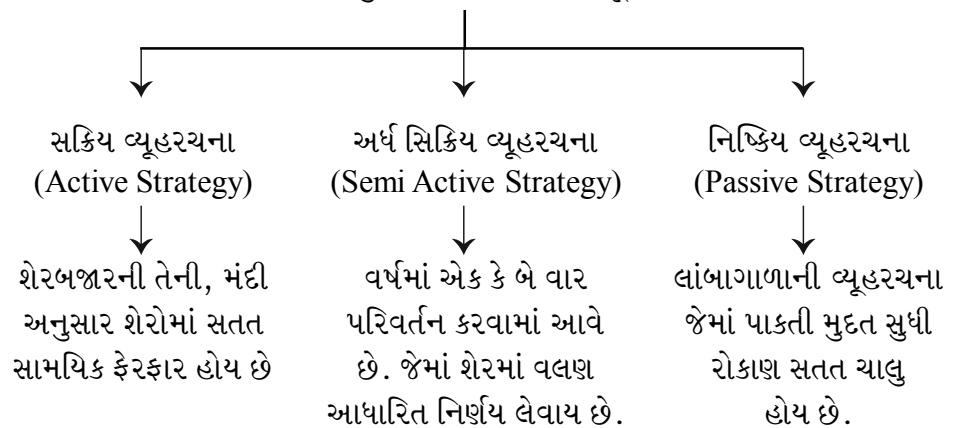 સક્રિય વ્યૂહરચના
(Active Strategy)
શેરબજારની તેની, મંદી
અનુસાર શેરોમાં સતત
સામયિક ફેરફાર હોય છે
અર્ધ સિક્રિય વ્યૂહરચના
(Semi Active Strategy)
વર્ષમાં એક કે બે વાર
પરિવર્તન કરવામાં આવે
છે. જેમાં શેરમાં વલણ
આધારિત નિર્ણય લેવાય છે.
નિષ્ક્રિય વ્યૂહરચના
(Passive Strategy)
લાંબાગાળાની વ્યૂહરચના
જેમાં પાકતી મુદત સુધી
રોકાણ સતત ચાલુ
હોય છે.